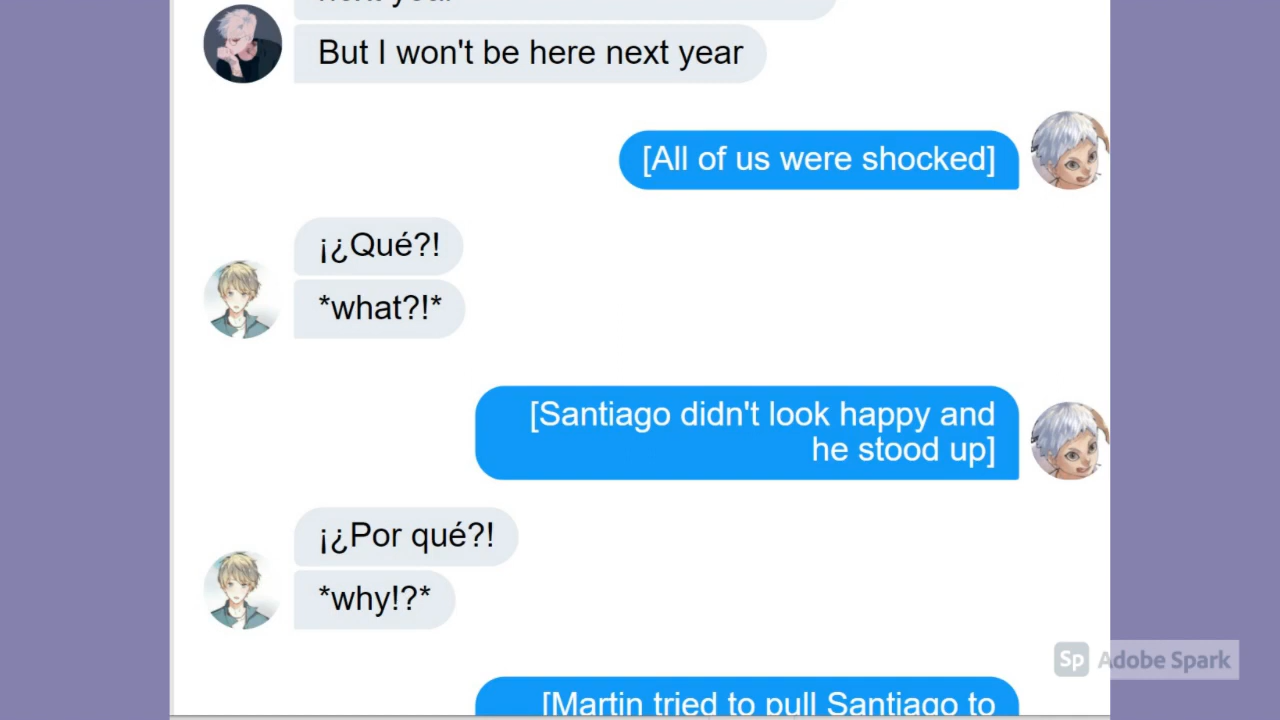 But I won't be here next year
[All of us were shocked]
¡¿Qué?!
*what?!*
[Santiago didn't look happy and
he stood up]
¡¿Por qué?!
*why!?*
[Martin tried to pull Santiago to
Sp Adobe Spark